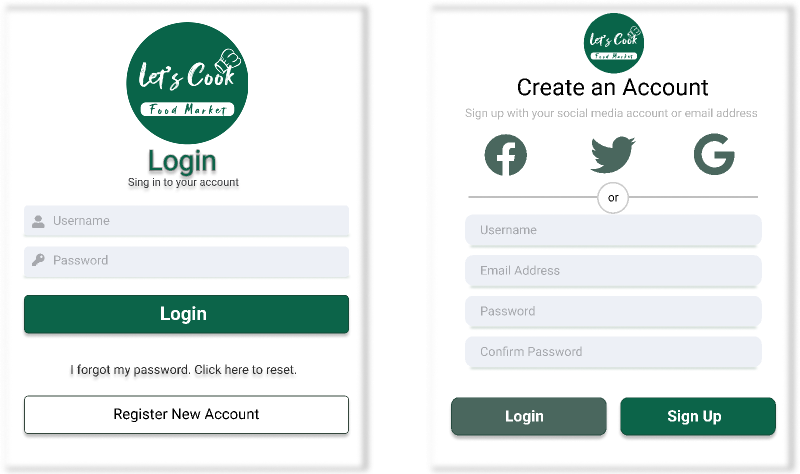 Let's Cook
Food Market
Login
Sing in to your account
Username
Password
Login
I forgot my password. Click here to reset.
Register New Account
Let's Cook
Food Market
Create an Account
Sign up with your social media account or email address
or
Username
Email Address
Password
Confirm Password
Login
Sign Up